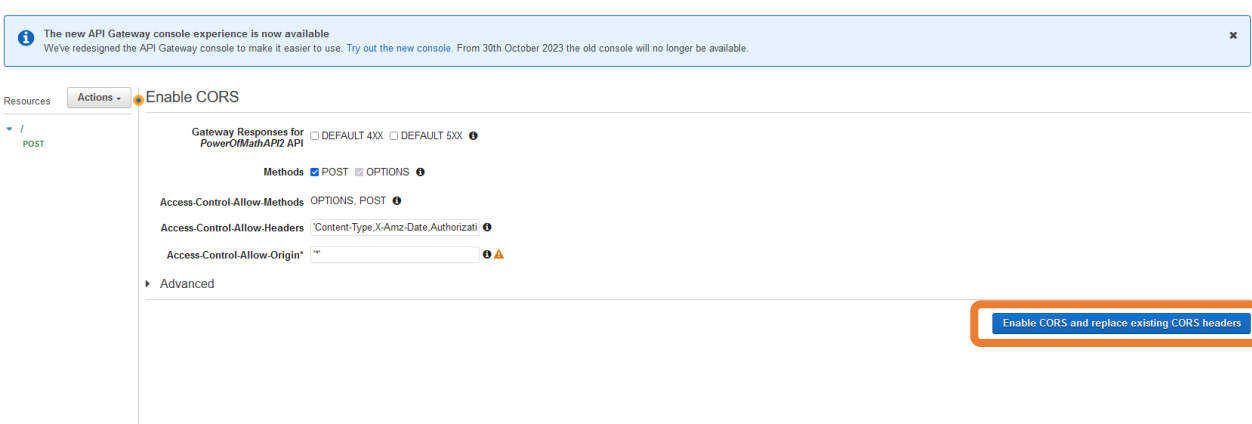 The new API Gateway console experience is now available
We've redesigned the API Gateway console to make it easier to use. Try out the new console. From 30th October 2023 the old console will no longer be available.
Resources
Actions
Enable CORS
/
POST
Gateway Responses for PowerOfMathAPI2 API
DEFAULT 4XX DEFAULT 5XX
Methods POST OPTIONS
Access-Control-Allow-Methods OPTIONS, POST
Access-Control-Allow-Headers 'Content-Type,X-Amz-Date,Authorizati
Access-Control-Allow-Origin* '*'
Advanced
Enable CORS and replace existing CORS headers